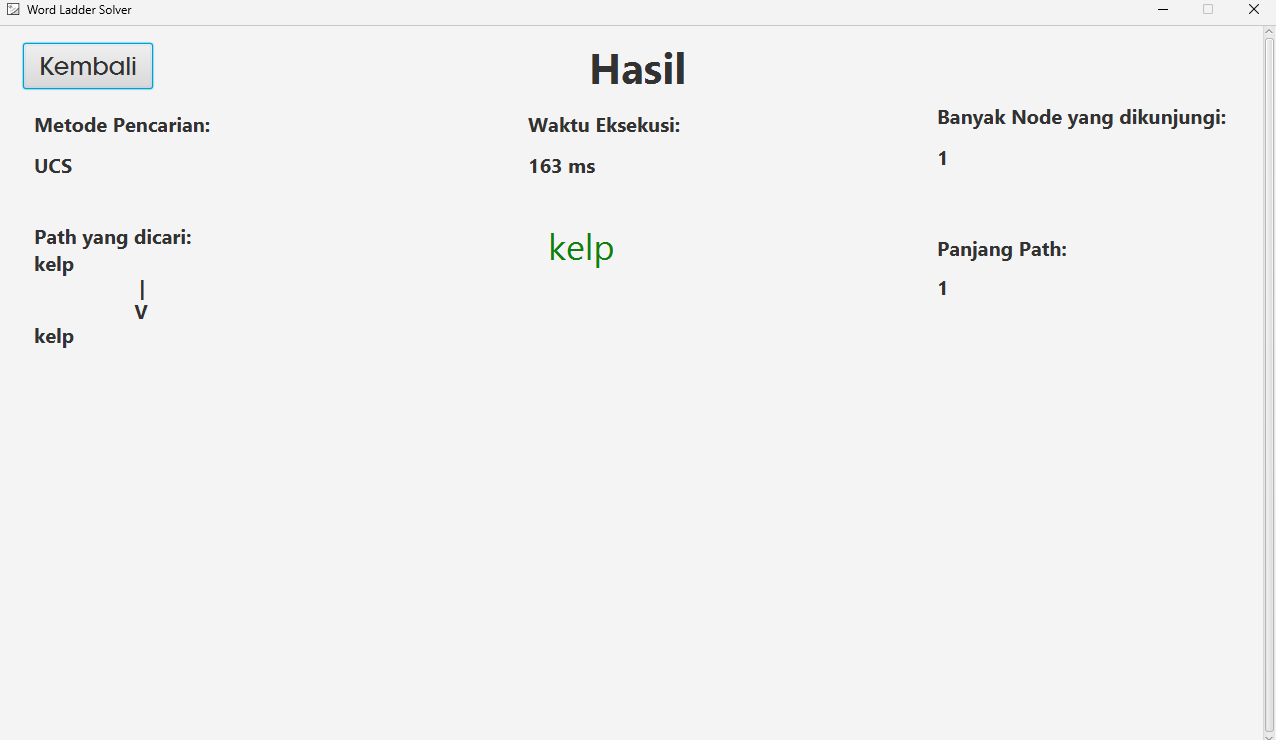 Word Ladder Solver
Kembali
Hasil
Metode Pencarian:
Waktu Eksekusi:
Banyak Node yang dikunjungi:
UCS
163 ms
1
Path yang dicari:
kelp
|
V
kelp
kelp
Panjang Path:
1